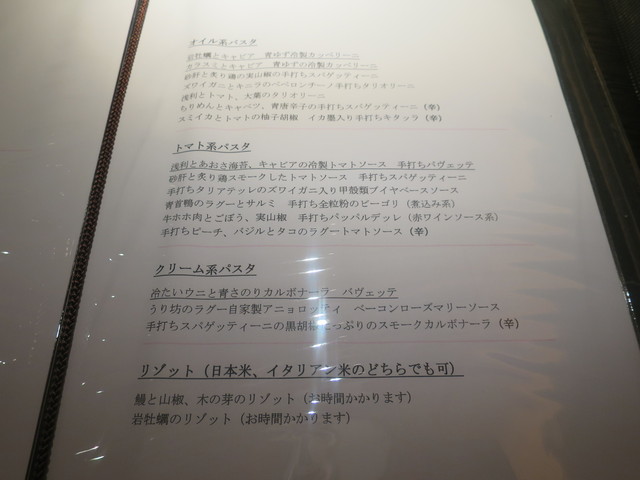 オイル系パスタ
岩牡蠣とキャビア 青ゆず冷製カッペリーニ
カラスミとキャビア 青ゆずの冷製カッペリーニ
砂肝と炙り鶏の実山椒の手打ちスパゲッティーニ
ズワイガニとキニラのペペロンチーノ手打ちタリオリーニ
浅利とトマト、大葉のタリオリーニ
ちりめんとキャベツ、青唐辛子の手打ちスパゲッティーニ（辛）
スミイカとトマトの柚子胡椒 イカ墨入り手打ちキタッラ（辛）
トマト系パスタ
浅利とあおさ海苔、キャビアの冷製トマトソース 手打ちパヴェッテ
砂肝と炙り鶏スモークしたトマトソース 手打ちスパゲッティーニ
手打ちタリアテッレのズワイガニ入り甲殻類ブイヤベースソース
青首鴨のラグーとサルミ 手打ち全粒粉のビーゴリ（煮込み系）
牛ホホ肉とごぼう、実山椒 手打ちパッパルデッレ（赤ワインソース系）
手打ちピーチ、バジルとタコのラグートマトソース（辛）
クリーム系パスタ
冷たいウニと青さのりカルボナーラ パヴェッテ
うり坊のラグー自家製アニョロッティ ベーコンローズマリーソース
手打ちスパゲッティーニの黒胡椒たっぷりのスモークカルボナーラ（辛）
リゾット（日本米、イタリアン米のどちらでも可）
鰻と山椒、木の芽のリゾット（お時間かかります）
岩牡蠣のリゾット（お時間かかります）